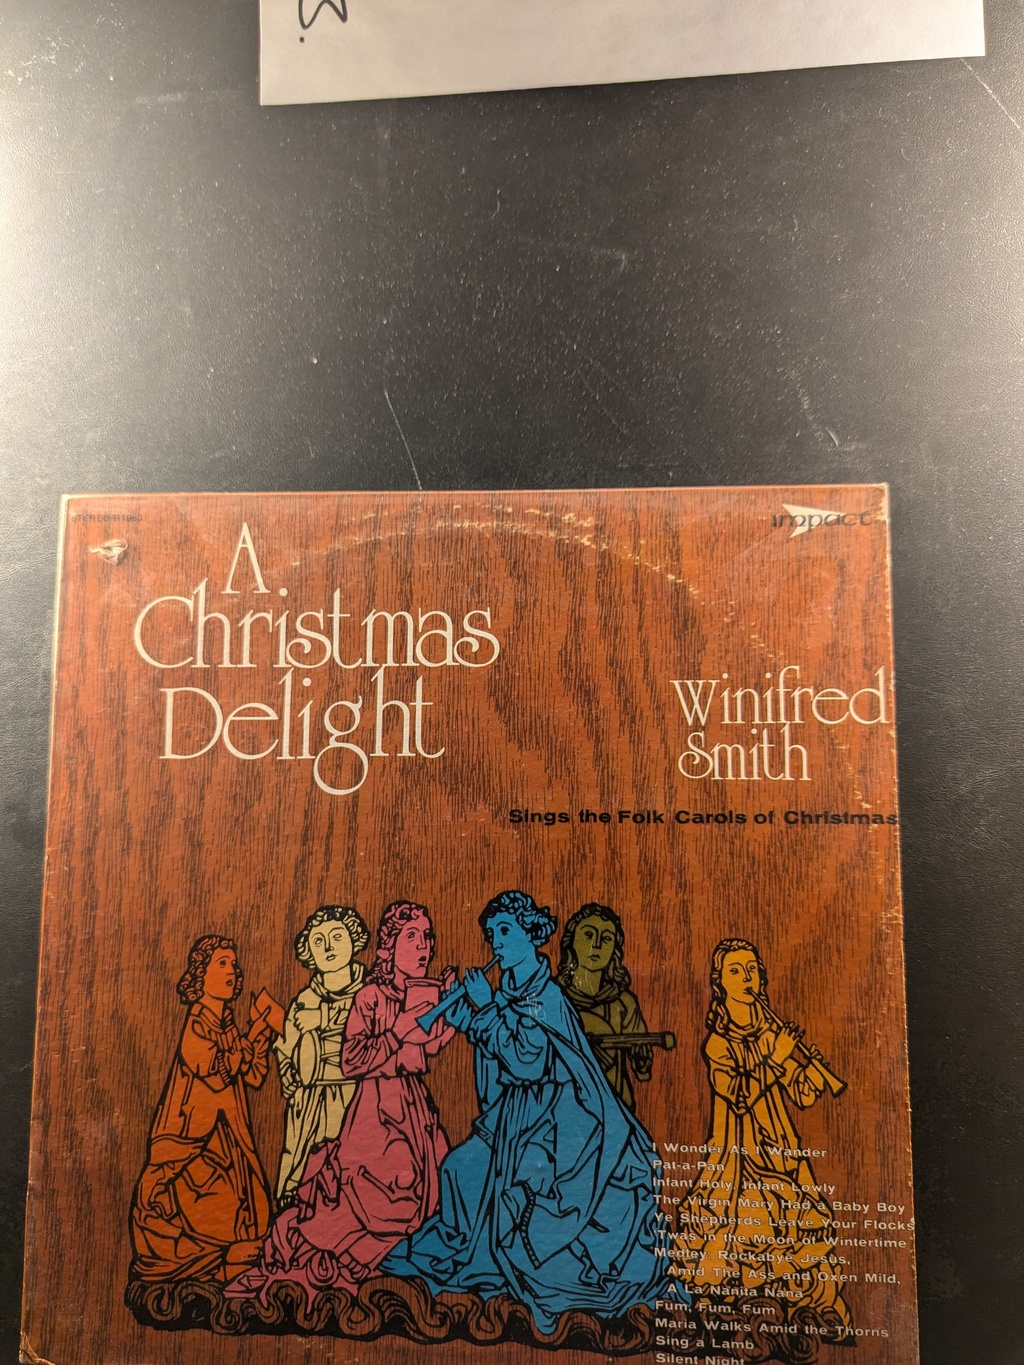 STEREO/R1960
impact
A
Christmas
Delight
Winifred
Smith
Sings the Folk Carols of Christmas
I Wonder As I Wander
Pat-a-Pan
Infant Holy, Infant Lowly
The Virgin Mary Had a Baby Boy
Ye Shepherds Leave Your Flocks
'Twas in the Moon of Wintertime
Medley: Rockabye Jesus,
Amid The Ass and Oxen Mild,
A La Nanita Nana
Fum, Fum, Fum
Maria Walks Amid the Thorns
Sing a Lamb
Silent Night